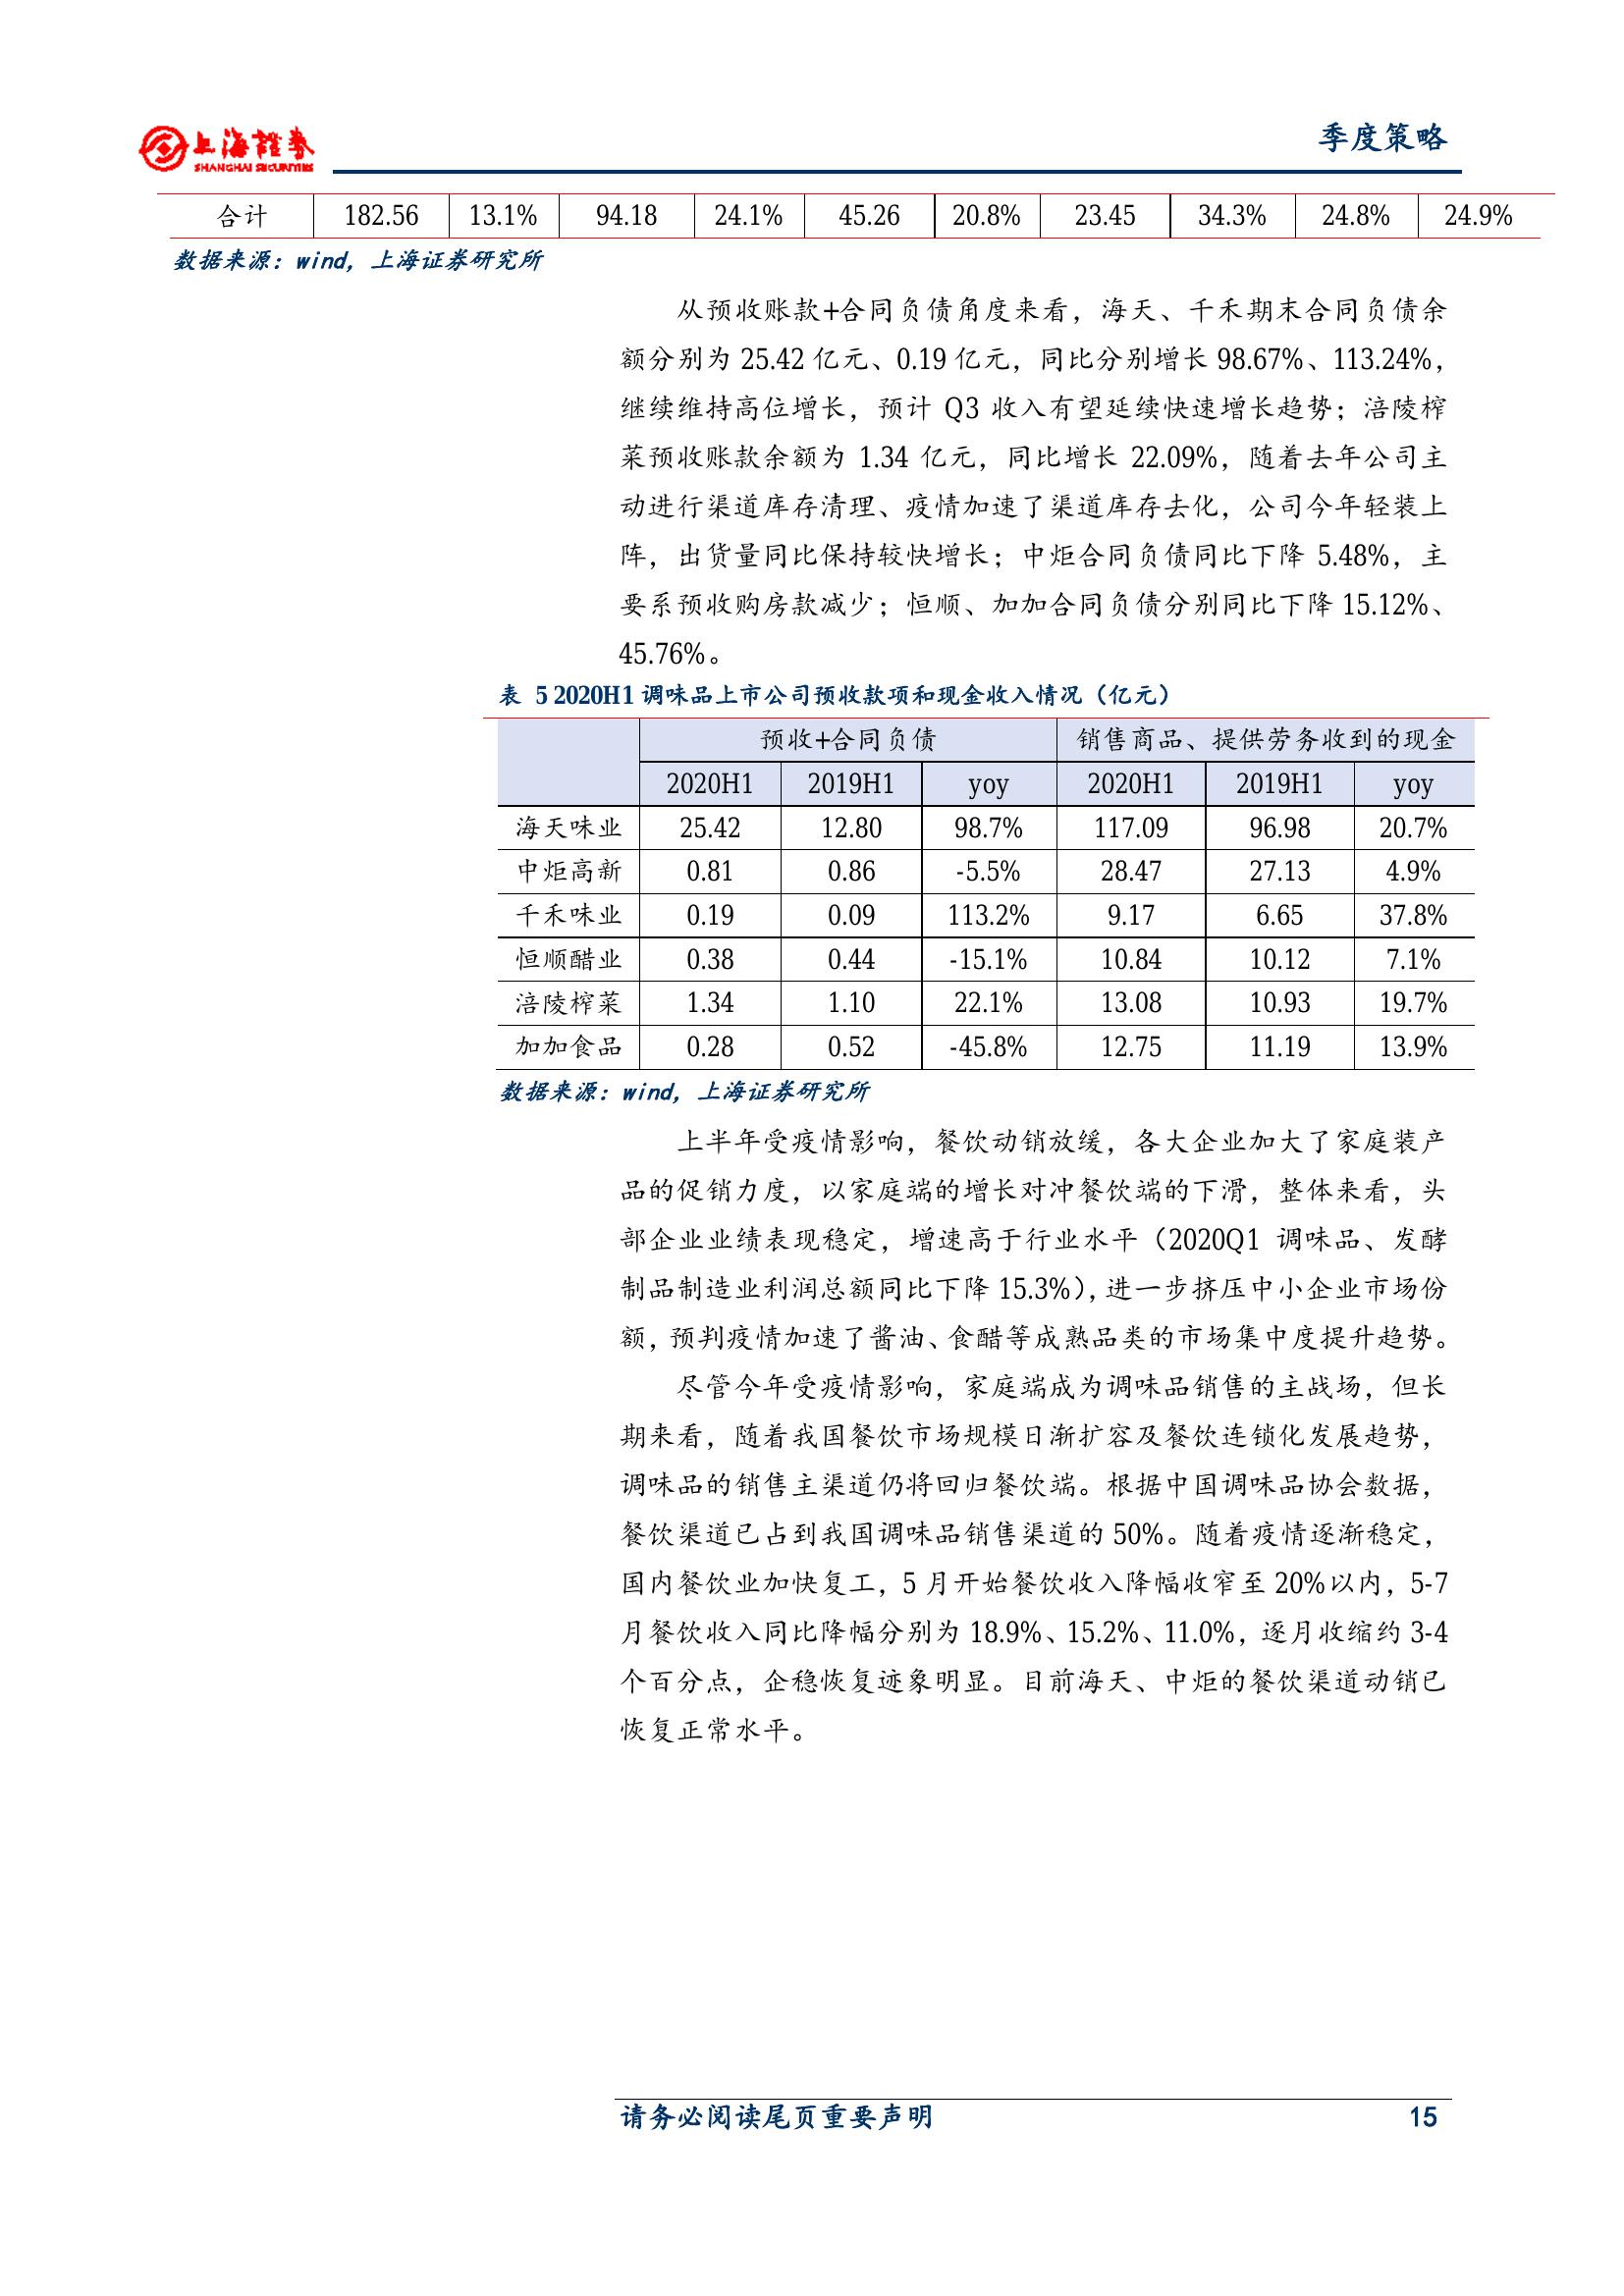 上海證券
SHANGHAI SECURITIES
季度策略
合计 182.56 13.1% 94.18 24.1% 45.26 20.8% 23.45 34.3% 24.8% 24.9%
数据来源：wind，上海证券研究所
从预收账款+合同负债角度来看，海天、千禾期末合同负债余
额分别为 25.42 亿元、0.19 亿元，同比分别增长 98.67%、113.24%，
继续维持高位增长，预计 Q3 收入有望延续快速增长趋势；涪陵榨
菜预收账款余额为 1.34 亿元，同比增长 22.09%，随着去年公司主
动进行渠道库存清理、疫情加速了渠道库存去化，公司今年轻装上
阵，出货量同比保持较快增长；中炬合同负债同比下降 5.48%，主
要系预收购房款减少；恒顺、加加合同负债分别同比下降 15.12%、
45.76%。
表 5 2020H1 调味品上市公司预收款项和现金收入情况（亿元）
预收+合同负债 销售商品、提供劳务收到的现金
2020H1 2019H1 yoy 2020H1 2019H1 yoy
海天味业 25.42 12.80 98.7% 117.09 96.98 20.7%
中炬高新 0.81 0.86 -5.5% 28.47 27.13 4.9%
千禾味业 0.19 0.09 113.2% 9.17 6.65 37.8%
恒顺醋业 0.38 0.44 -15.1% 10.84 10.12 7.1%
涪陵榨菜 1.34 1.10 22.1% 13.08 10.93 19.7%
加加食品 0.28 0.52 -45.8% 12.75 11.19 13.9%
数据来源：wind，上海证券研究所
上半年受疫情影响，餐饮动销放缓，各大企业加大了家庭装产
品的促销力度，以家庭端的增长对冲餐饮端的下滑，整体来看，头
部企业业绩表现稳定，增速高于行业水平（2020Q1 调味品、发酵
制品制造业利润总额同比下降 15.3%），进一步挤压中小企业市场份
额，预判疫情加速了酱油、食醋等成熟品类的市场集中度提升趋势。
尽管今年受疫情影响，家庭端成为调味品销售的主战场，但长
期来看，随着我国餐饮市场规模日渐扩容及餐饮连锁化发展趋势，
调味品的销售主渠道仍将回归餐饮端。根据中国调味品协会数据，
餐饮渠道已占到我国调味品销售渠道的 50%。随着疫情逐渐稳定，
国内餐饮业加快复工，5 月开始餐饮收入降幅收窄至 20%以内，5-7
月餐饮收入同比降幅分别为 18.9%、15.2%、11.0%，逐月收缩约 3-4
个百分点，企稳恢复迹象明显。目前海天、中炬的餐饮渠道动销已
恢复正常水平。
请务必阅读尾页重要声明 15